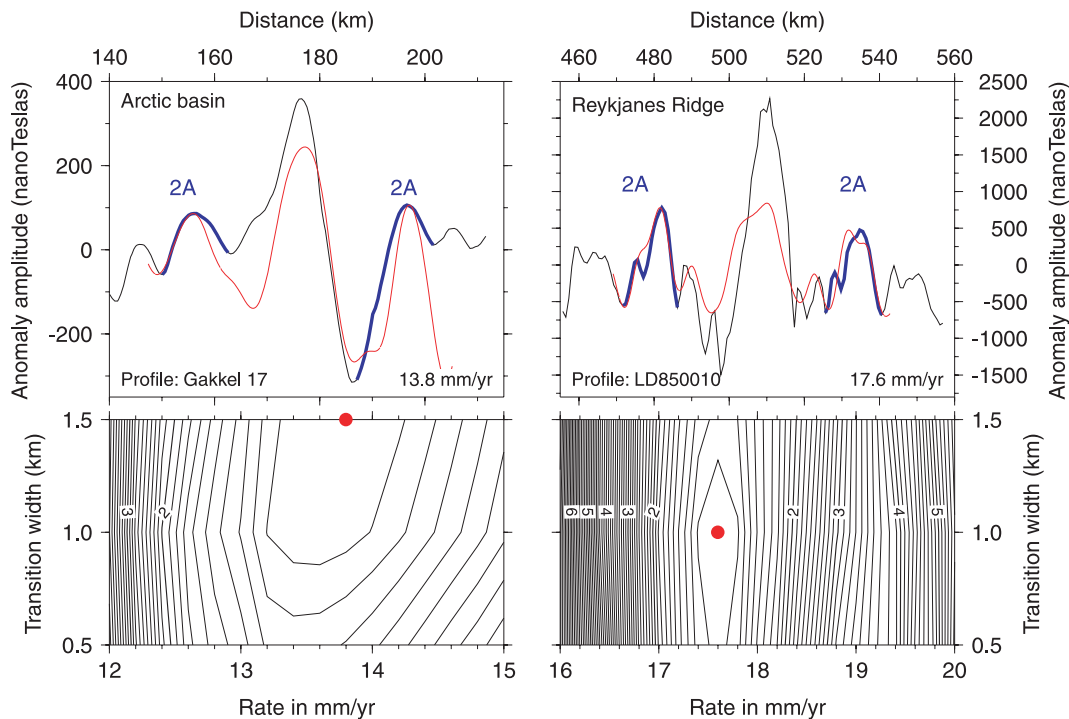 Distance (km)
140 160 180 200
400
200
0
-200
Anomaly amplitude (nanoTeslas)
Arctic basin
2A
2A
Profile: Gakkel 17
13.8 mm/yr
Distance (km)
460 480 500 520 540 560
2500
2000
1500
1000
500
0
-500
-1000
-1500
Anomaly amplitude (nanoTeslas)
Reykjanes Ridge
2A
2A
Profile: LD850010
17.6 mm/yr
1.5
1.0
0.5
Transition width (km)
3 2
12 13 14 15
Rate in mm/yr
1.5
1.0
0.5
Transition width (km)
6 5 4 3 2 2 3 4 5
16 17 18 19 20
Rate in mm/yr